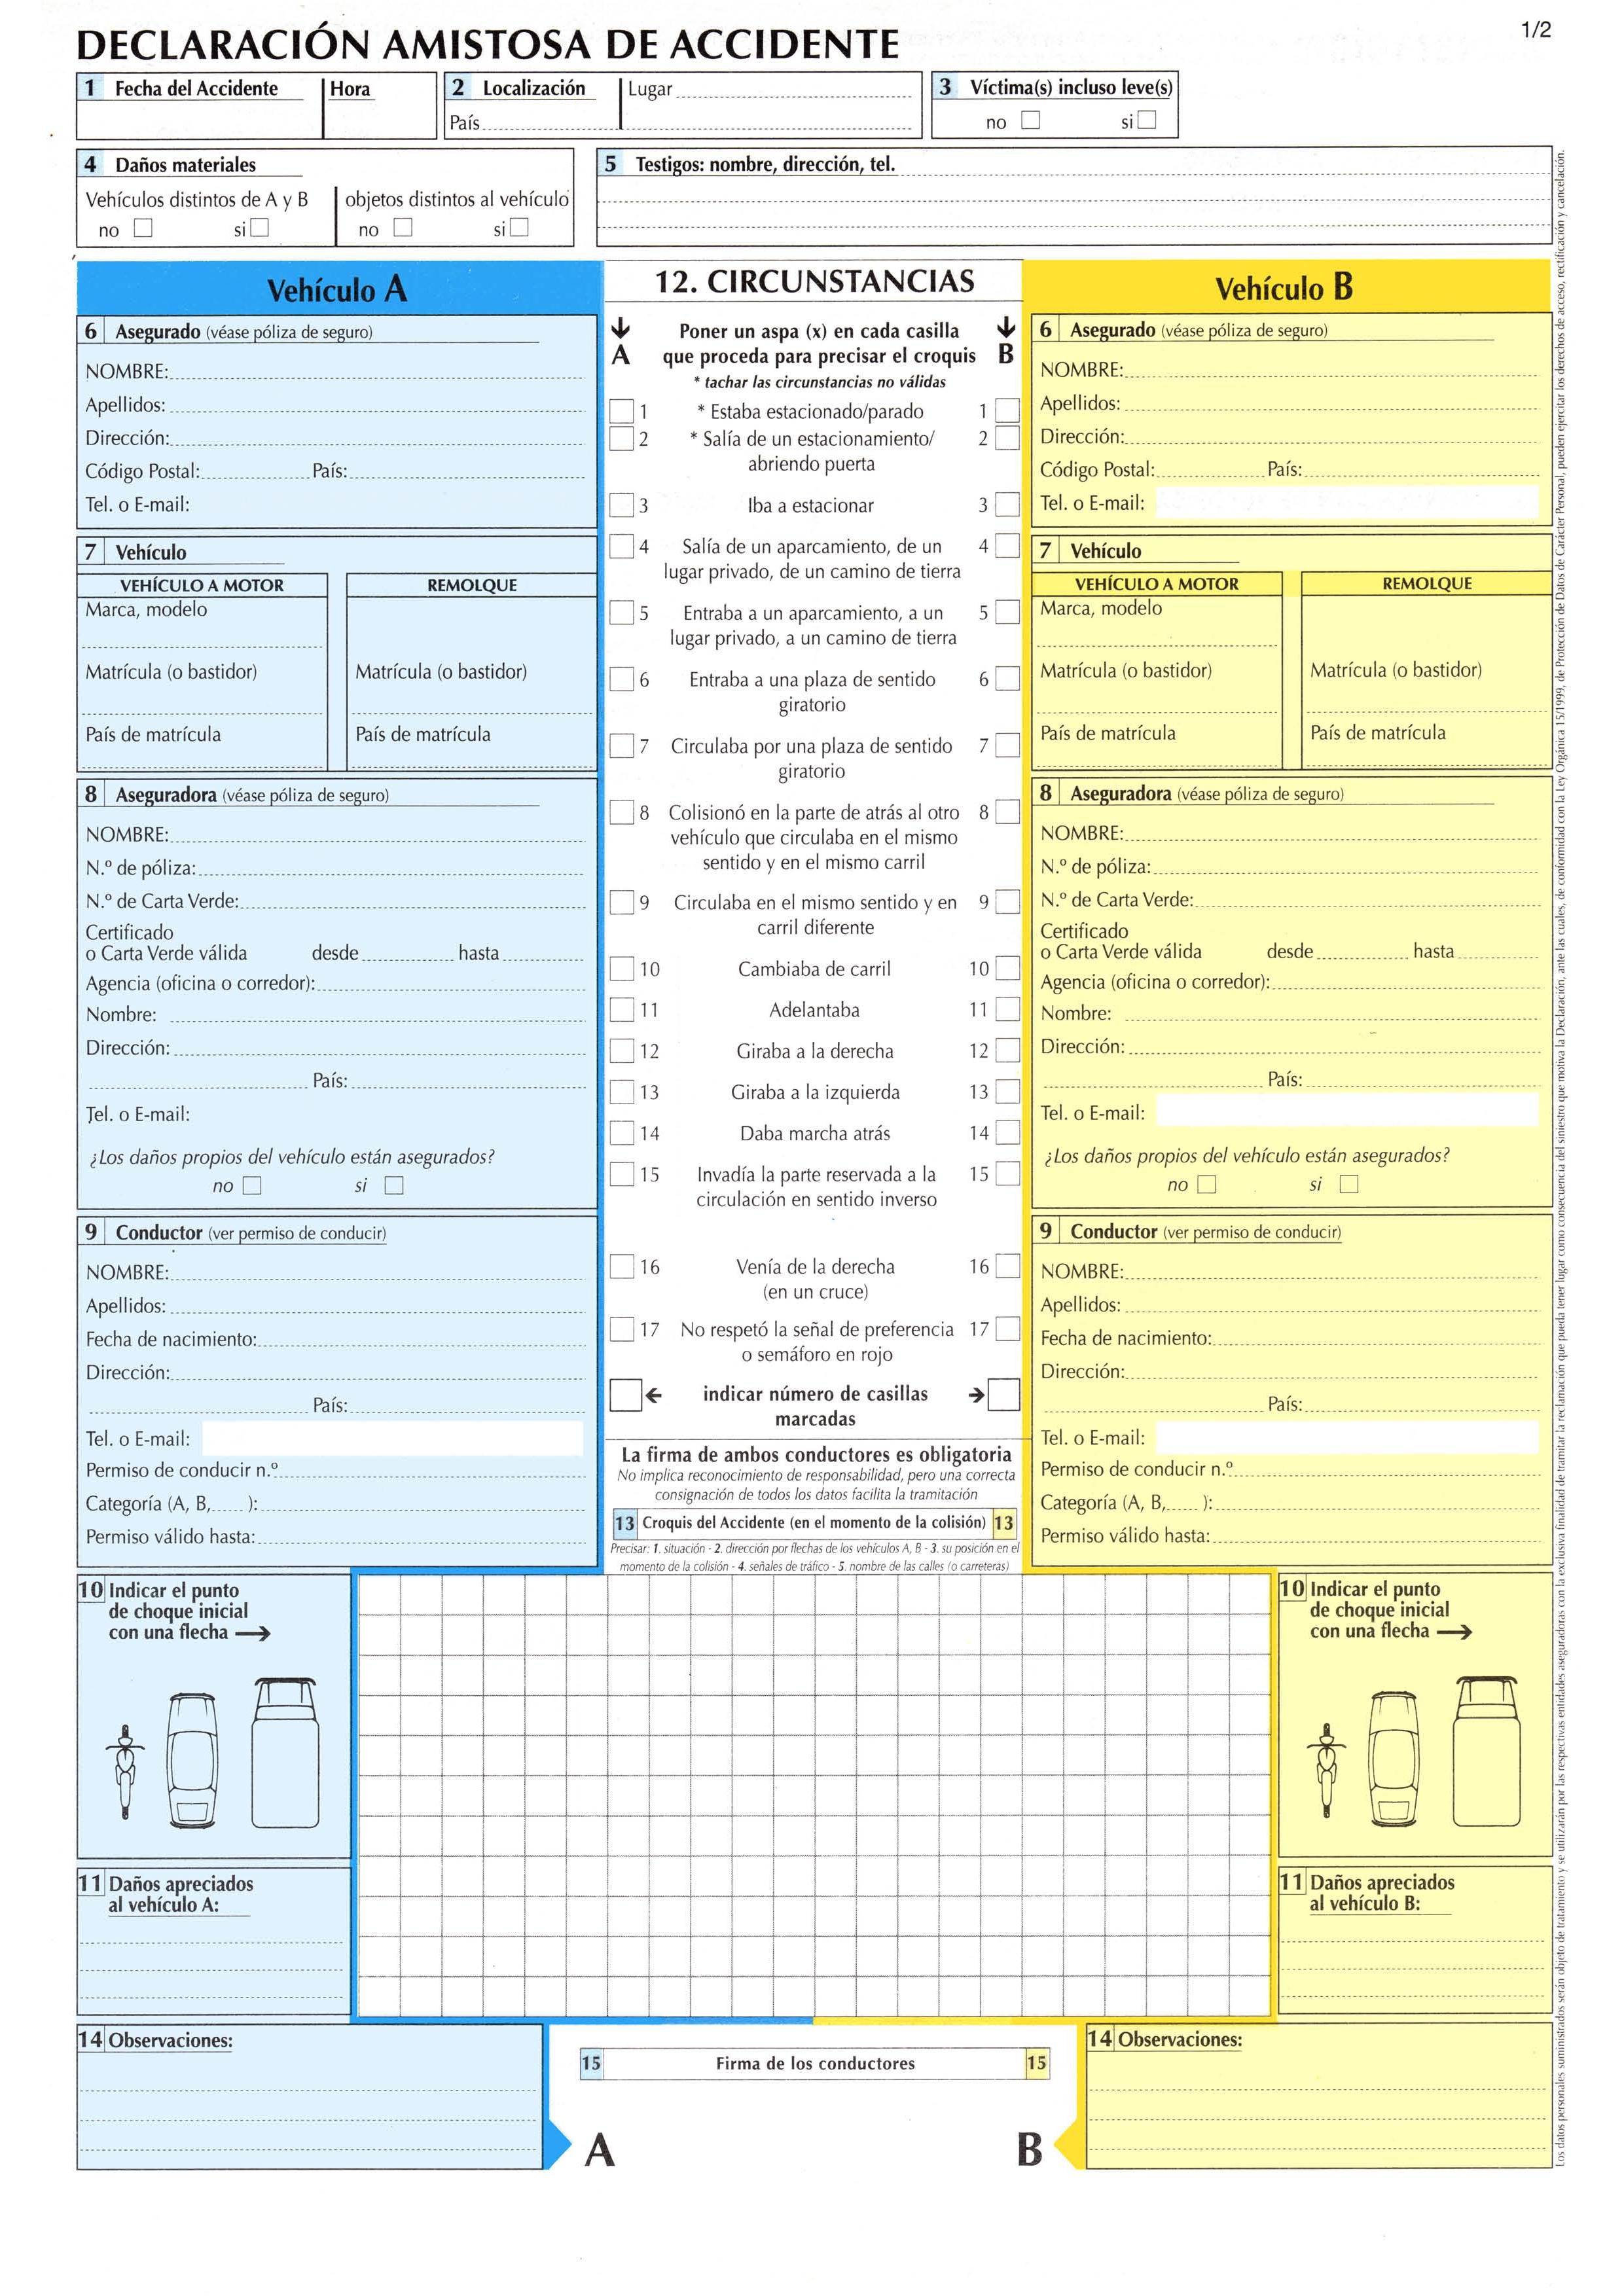 1/2
DECLARACIÓN AMISTOSA DE ACCIDENTE
1 Fecha del Accidente
Hora
2 Localización
País
Lugar
3 Víctima(s) incluso leve(s)
no si
4 Daños materiales
Vehículos distintos de A y B
no si
objetos distintos al vehículo
no si
5 Testigos: nombre, dirección, tel.
Vehículo A
6 Asegurado (véase póliza de seguro)
NOMBRE:
Apellidos:
Dirección:
Código Postal: País:
Tel. o E-mail:
7 Vehículo
VEHÍCULO A MOTOR
Marca, modelo
Matrícula (o bastidor)
País de matrícula
REMOLQUE
Matrícula (o bastidor)
País de matrícula
8 Aseguradora (véase póliza de seguro)
NOMBRE:
N.º de póliza:
N.º de Carta Verde:
Certificado
o Carta Verde válida desde hasta
Agencia (oficina o corredor):
Nombre:
Dirección:
País:
Tel. o E-mail:
¿Los daños propios del vehículo están asegurados?
no si
9 Conductor (ver permiso de conducir)
NOMBRE:
Apellidos:
Fecha de nacimiento:
Dirección:
País:
Tel. o E-mail:
Permiso de conducir n.º
Categoría (A, B,..... ):
Permiso válido hasta:
10 Indicar el punto
de choque inicial
con una flecha →
11 Daños apreciados
al vehículo A:
14 Observaciones:
12. CIRCUNSTANCIAS
↓ Poner un aspa (x) en cada casilla ↓
A que proceda para precisar el croquis B
* tachar las circunstancias no válidas
1 * Estaba estacionado/parado 1
2 * Salía de un estacionamiento/ 2
abriendo puerta
3 Iba a estacionar 3
4 Salía de un aparcamiento, de un 4
lugar privado, de un camino de tierra
5 Entraba a un aparcamiento, a un 5
lugar privado, a un camino de tierra
6 Entraba a una plaza de sentido 6
giratorio
7 Circulaba por una plaza de sentido 7
giratorio
8 Colisionó en la parte de atrás al otro 8
vehículo que circulaba en el mismo
sentido y en el mismo carril
9 Circulaba en el mismo sentido y en 9
carril diferente
10 Cambiaba de carril 10
11 Adelantaba 11
12 Giraba a la derecha 12
13 Giraba a la izquierda 13
14 Daba marcha atrás 14
15 Invadía la parte reservada a la 15
circulación en sentido inverso
16 Venía de la derecha 16
(en un cruce)
17 No respetó la señal de preferencia 17
o semáforo en rojo
← indicar número de casillas →
marcadas
La firma de ambos conductores es obligatoria
No implica reconocimiento de responsabilidad, pero una correcta
consignación de todos los datos facilita la tramitación
13 Croquis del Accidente (en el momento de la colisión) 13
Precisar: 1. situación - 2. dirección por flechas de los vehículos A, B - 3. su posición en el
momento de la colisión - 4. señales de tráfico - 5. nombre de las calles (o carreteras)
15 Firma de los conductores 15
A B
Vehículo B
6 Asegurado (véase póliza de seguro)
NOMBRE:
Apellidos:
Dirección:
Código Postal: País:
Tel. o E-mail:
7 Vehículo
VEHÍCULO A MOTOR
Marca, modelo
Matrícula (o bastidor)
País de matrícula
REMOLQUE
Matrícula (o bastidor)
País de matrícula
8 Aseguradora (véase póliza de seguro)
NOMBRE:
N.º de póliza:
N.º de Carta Verde:
Certificado
o Carta Verde válida desde hasta
Agencia (oficina o corredor):
Nombre:
Dirección:
País:
Tel. o E-mail:
¿Los daños propios del vehículo están asegurados?
no si
9 Conductor (ver permiso de conducir)
NOMBRE:
Apellidos:
Fecha de nacimiento:
Dirección:
País:
Tel. o E-mail:
Permiso de conducir n.º
Categoría (A, B,..... ):
Permiso válido hasta:
10 Indicar el punto
de choque inicial
con una flecha →
11 Daños apreciados
al vehículo B:
14 Observaciones:
Los datos personales suministrados serán objeto de tratamiento y se utilizarán por las respectivas entidades aseguradoras con la exclusiva finalidad de tramitar la reclamación que pueda tener lugar como consecuencia del siniestro que motiva la Declaración, ante las cuales, de conformidad con la Ley Orgánica 15/1999, de Protección de Datos de Carácter Personal, pueden ejercitar los derechos de acceso, rectificación y cancelación.